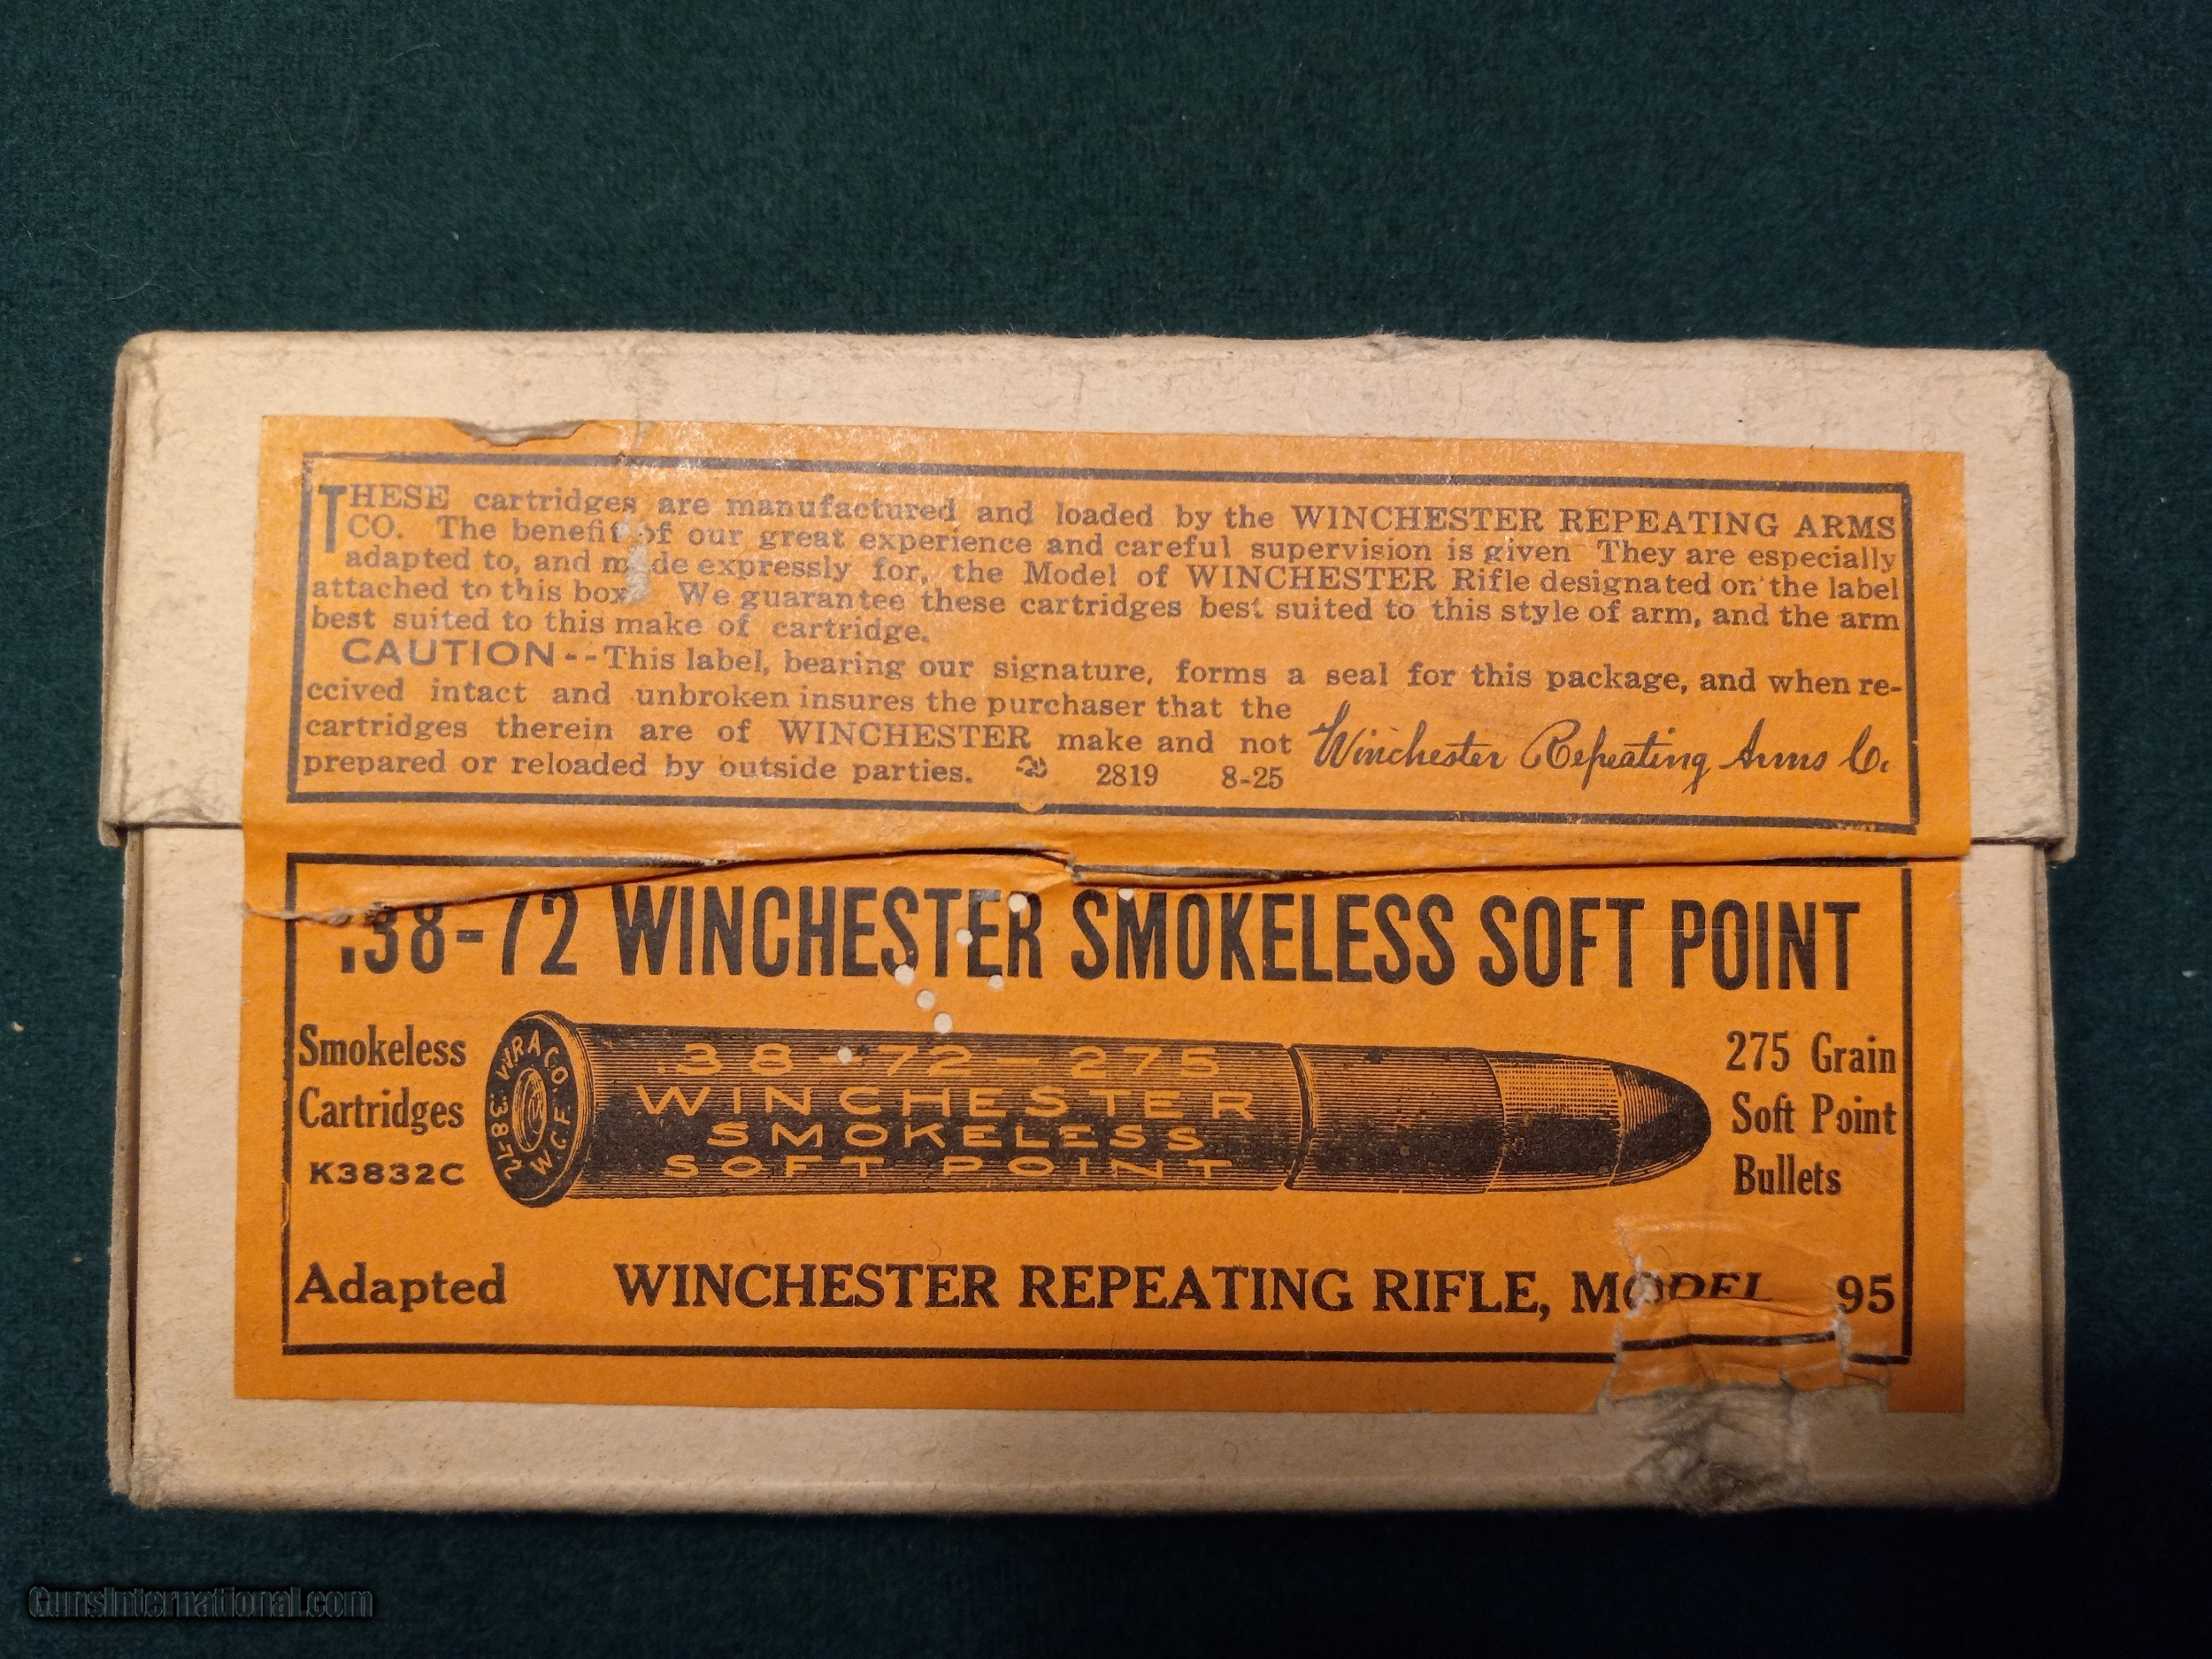 THESE cartridges are manufactured and loaded by the WINCHESTER REPEATING ARMS
CO. The benefit of our great experience and careful supervision is given They are especially
adapted to, and made expressly for, the Model of WINCHESTER Rifle designated on the label
attached to this box. We guarantee these cartridges best suited to this style of arm, and the arm
best suited to this make of cartridge.
CAUTION--This label, bearing our signature, forms a seal for this package, and when re-
ceived intact and unbroken insures the purchaser that the
cartridges therein are of WINCHESTER make and not
prepared or reloaded by outside parties. 2819 8-25
Winchester Repeating Arms Co.
.38-72 WINCHESTER SMOKELESS SOFT POINT
Smokeless
Cartridges
K3832C
W.R.A.CO.
.38-72
W.C.F.
.38-72-275
WINCHESTER
SMOKELESS
SOFT POINT
275 Grain
Soft Point
Bullets
Adapted WINCHESTER REPEATING RIFLE, MODEL 95
GunsInternational.com